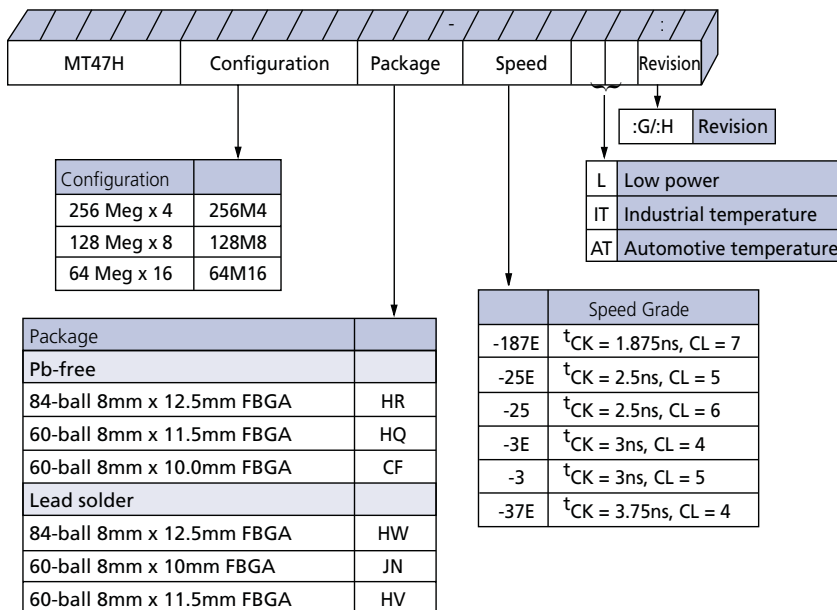 - :
MT47H Configuration Package Speed Revision
:G/:H Revision
Configuration
256 Meg x 4 256M4
128 Meg x 8 128M8
64 Meg x 16 64M16
L Low power
IT Industrial temperature
AT Automotive temperature
Package
Pb-free
84-ball 8mm x 12.5mm FBGA HR
60-ball 8mm x 11.5mm FBGA HQ
60-ball 8mm x 10.0mm FBGA CF
Lead solder
84-ball 8mm x 12.5mm FBGA HW
60-ball 8mm x 10mm FBGA JN
60-ball 8mm x 11.5mm FBGA HV
Speed Grade
-187E tCK = 1.875ns, CL = 7
-25E tCK = 2.5ns, CL = 5
-25 tCK = 2.5ns, CL = 6
-3E tCK = 3ns, CL = 4
-3 tCK = 3ns, CL = 5
-37E tCK = 3.75ns, CL = 4